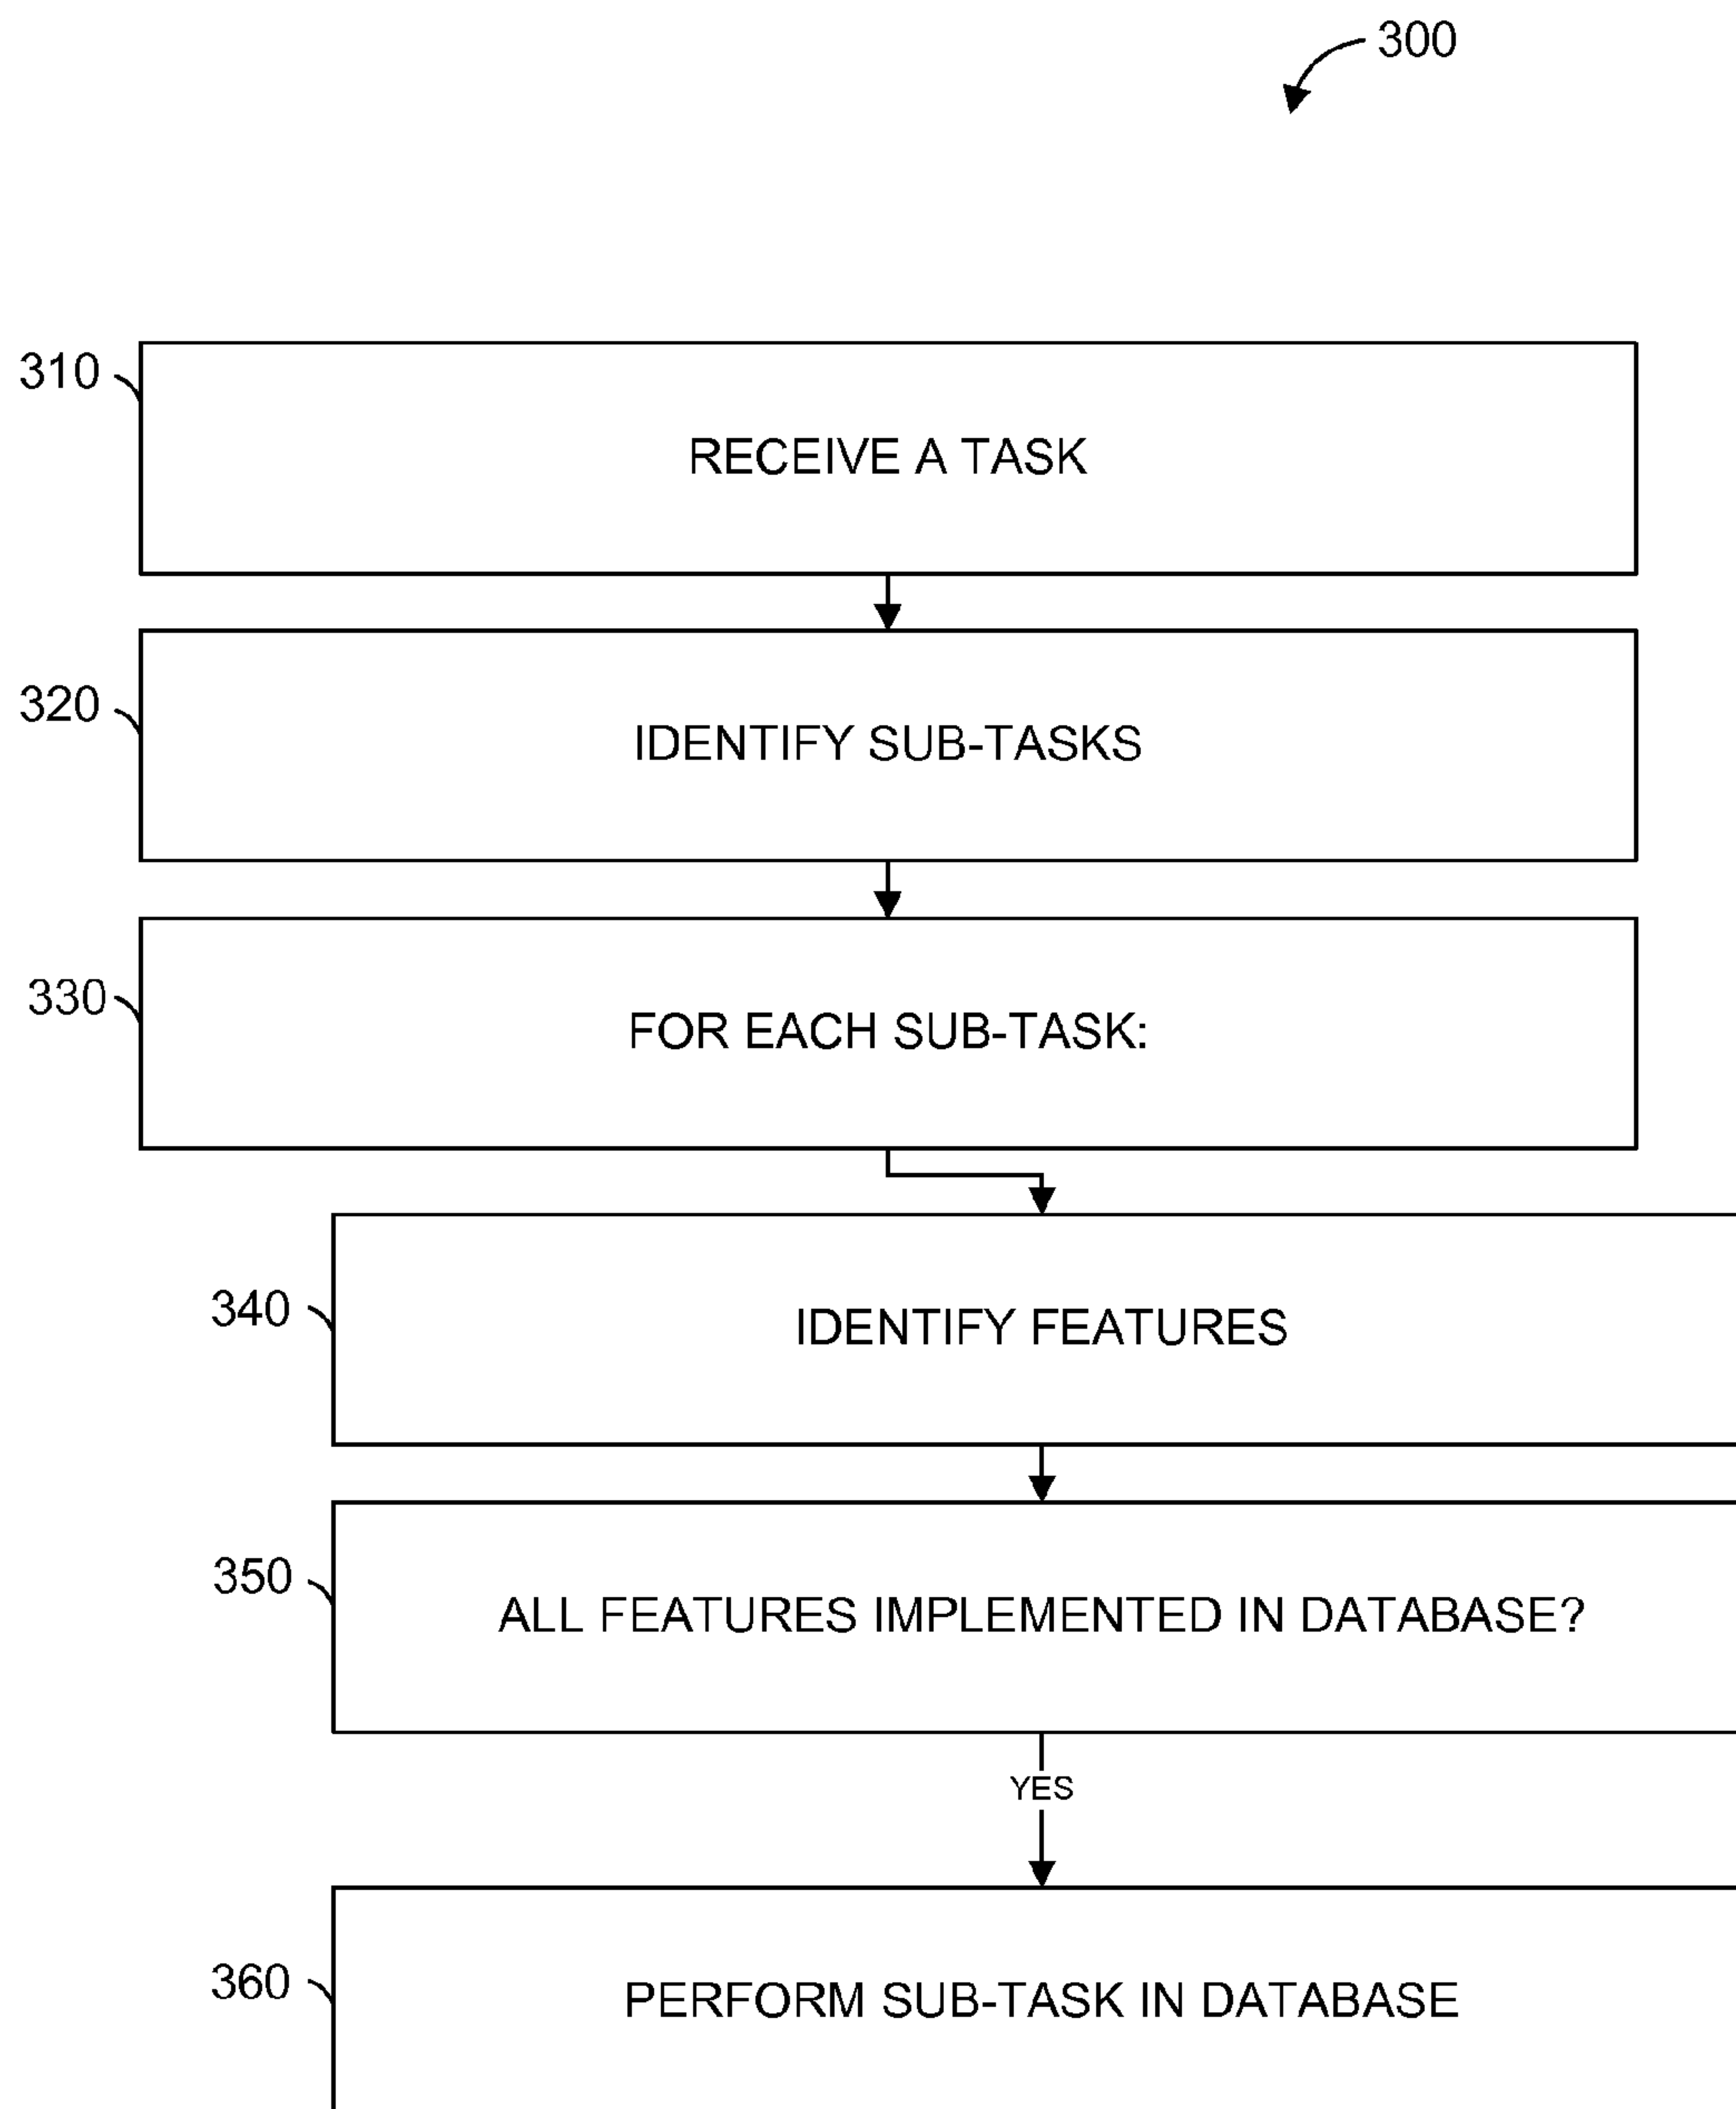 300
310
RECEIVE A TASK
320
IDENTIFY SUB-TASKS
330
FOR EACH SUB-TASK:
340
IDENTIFY FEATURES
350
ALL FEATURES IMPLEMENTED IN DATABASE?
YES
360
PERFORM SUB-TASK IN DATABASE